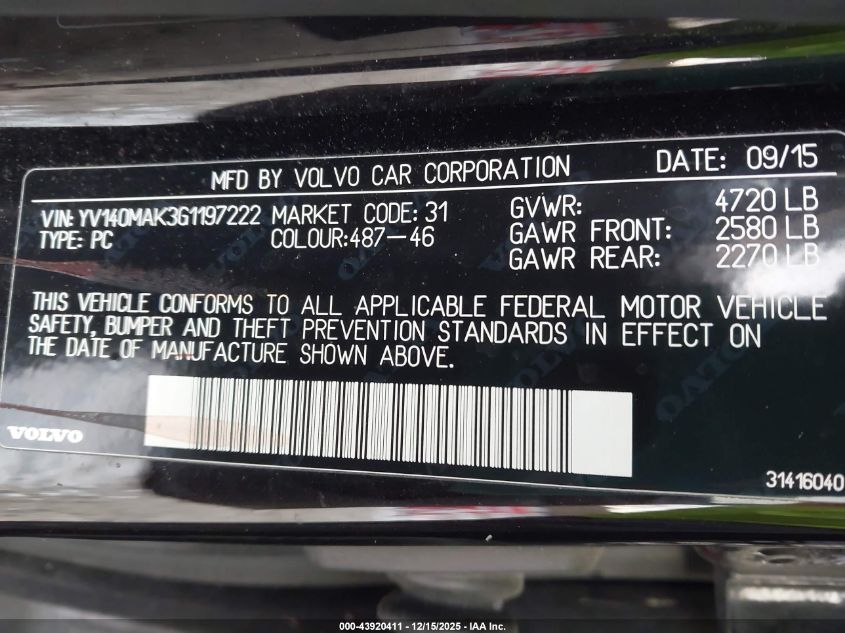 MFD BY VOLVO CAR CORPORATION DATE: 09/15
VIN: YV140MAK3G1197222 MARKET CODE: 31 GVWR: 4720 LB
TYPE: PC COLOUR:487-46 GAWR FRONT: 2580 LB
GAWR REAR: 2270 LB
THIS VEHICLE CONFORMS TO ALL APPLICABLE FEDERAL MOTOR VEHICLE
SAFETY, BUMPER AND THEFT PREVENTION STANDARDS IN EFFECT ON
THE DATE OF MANUFACTURE SHOWN ABOVE.
VOLVO
31416040
000-43920411 - 12/15/2025 - IAA Inc.